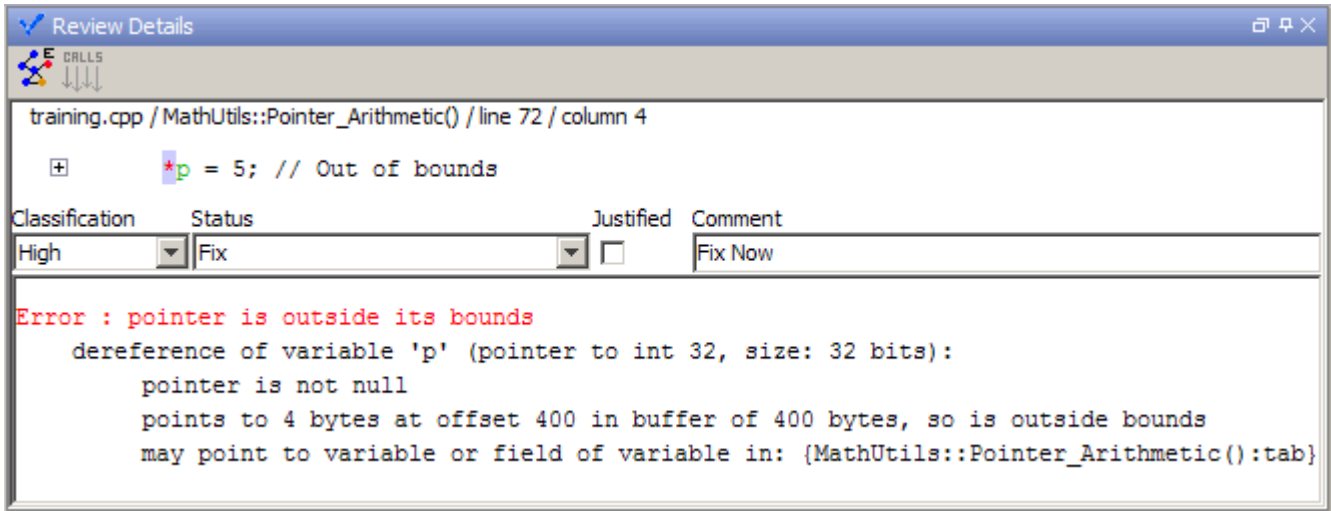 Review Details
E CALLS
training.cpp / MathUtils::Pointer_Arithmetic() / line 72 / column 4
*p = 5; // Out of bounds
Classification Status Justified Comment
High Fix Fix Now
Error : pointer is outside its bounds
dereference of variable 'p' (pointer to int 32, size: 32 bits):
pointer is not null
points to 4 bytes at offset 400 in buffer of 400 bytes, so is outside bounds
may point to variable or field of variable in: {MathUtils::Pointer_Arithmetic():tab}